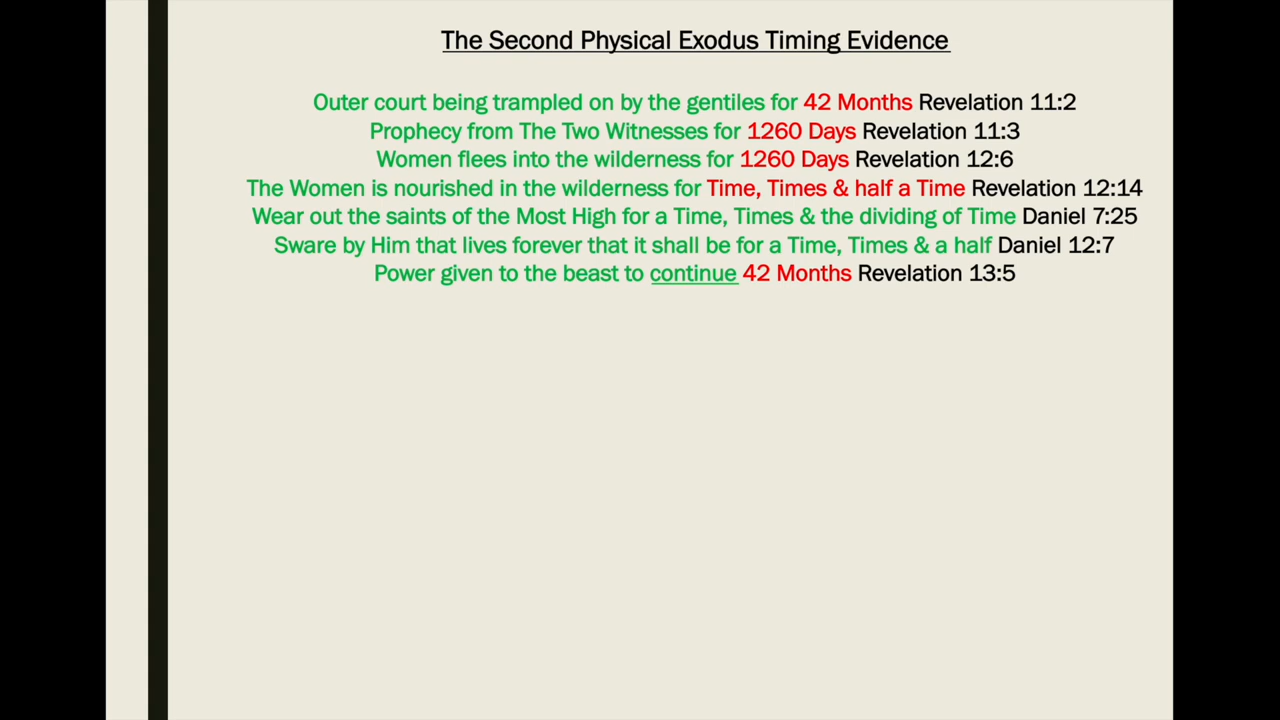 The Second Physical Exodus Timing Evidence
Outer court being trampled on by the gentiles for 42 Months Revelation 11:2
Prophecy from The Two Witnesses for 1260 Days Revelation 11:3
Women flees into the wilderness for 1260 Days Revelation 12:6
The Women is nourished in the wilderness for Time, Times & half a Time Revelation 12:14
Wear out the saints of the Most High for a Time, Times & the dividing of Time Daniel 7:25
Sware by Him that lives forever that it shall be for a Time, Times & a half Daniel 12:7
Power given to the beast to continue 42 Months Revelation 13:5